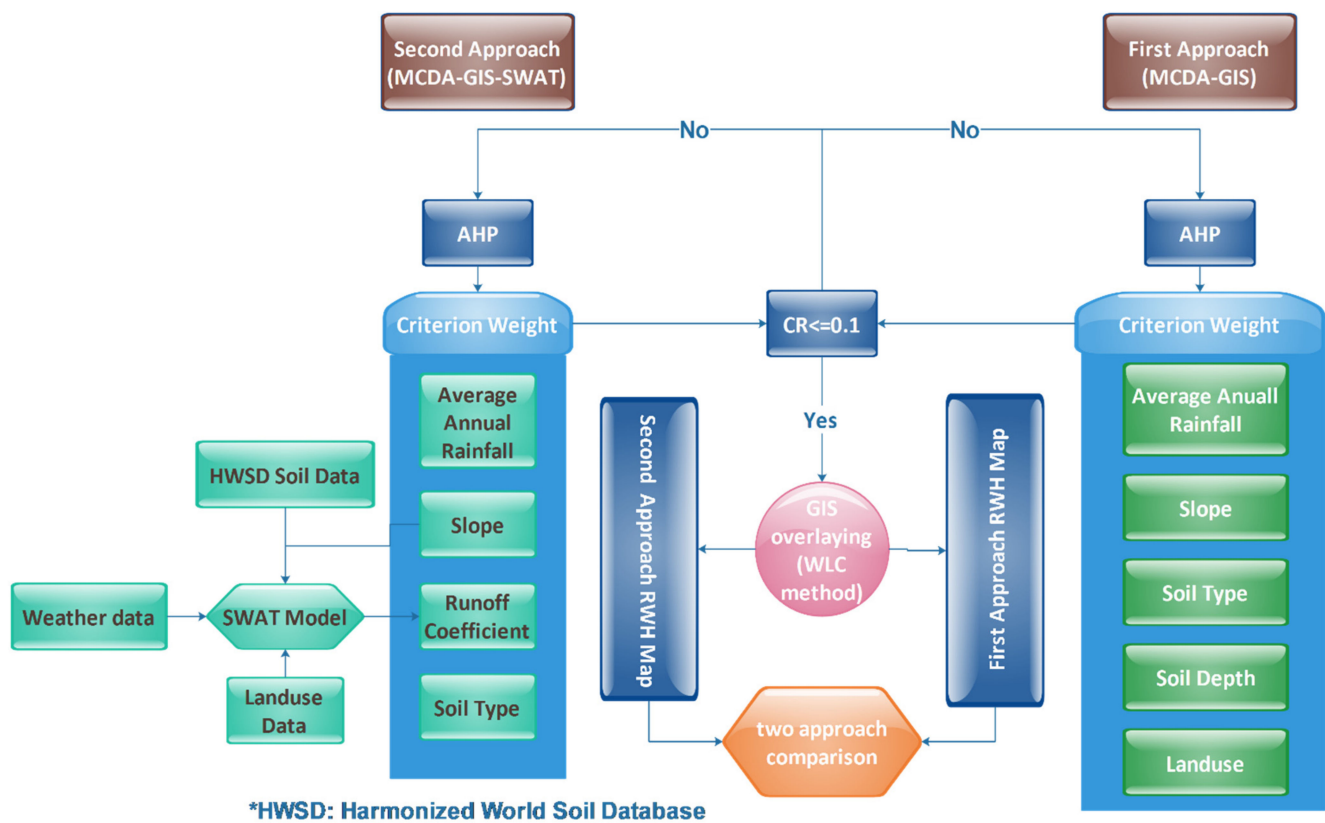 Second Approach
(MCDA-GIS-SWAT)
First Approach
(MCDA-GIS)
No
No
AHP
AHP
Criterion Weight
CR<=0.1
Criterion Weight
Average
Annual
Rainfall
Average Anuall
Rainfall
Yes
HWSD Soil Data
Slope
Slope
Second Approach RWH Map
GIS
overlaying
(WLC
method)
First Approach RWH Map
Weather data
SWAT Model
Runoff
Coefficient
Soil Type
Landuse
Data
Soil Type
Soil Depth
two approach
comparison
Landuse
*HWSD: Harmonized World Soil Database